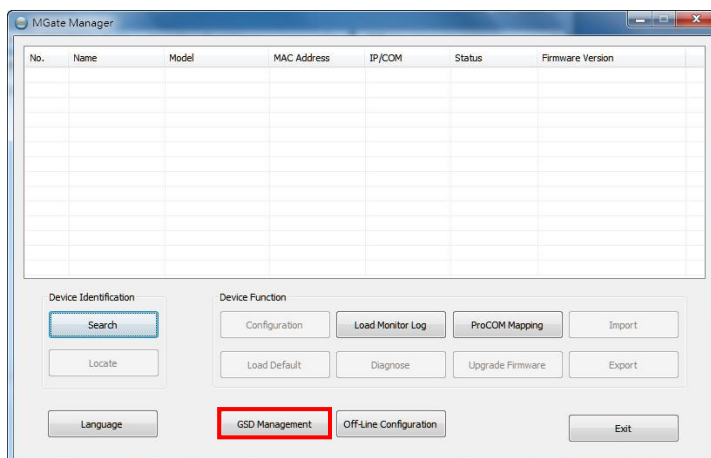 MGate Manager
No. Name Model MAC Address IP/COM Status Firmware Version
Device Identification Device Function
Search Configuration Load Monitor Log ProCOM Mapping Import
Locate Load Default Diagnose Upgrade Firmware Export
Language GSD Management Off-Line Configuration Exit